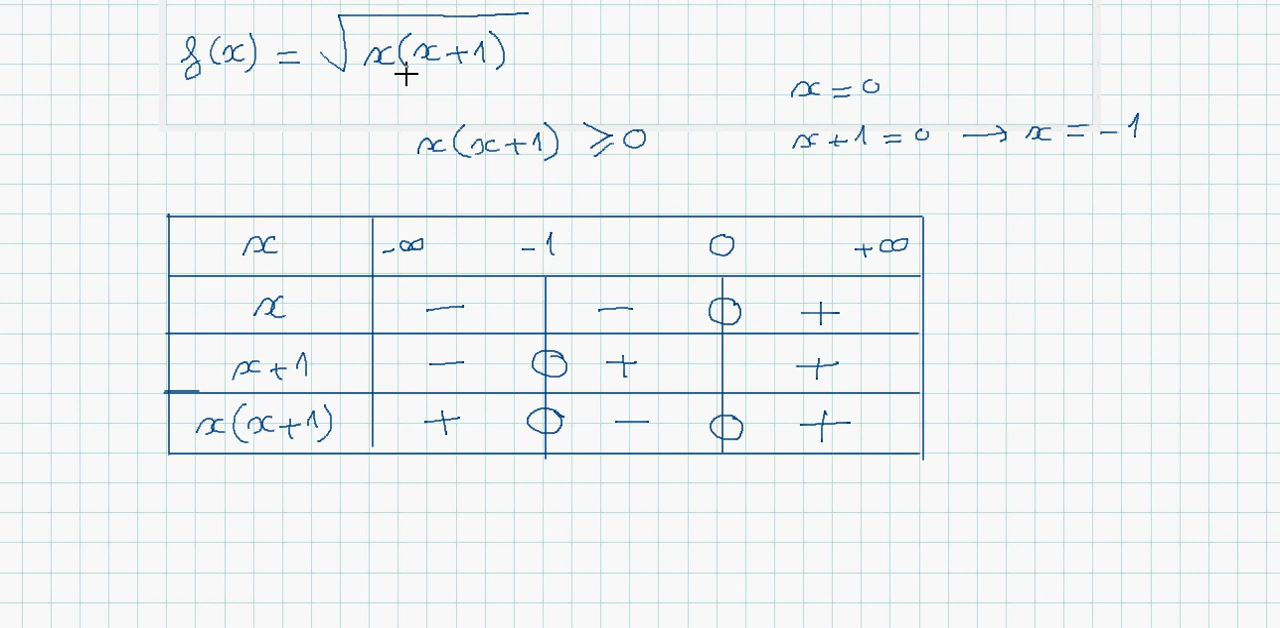 f(x) = √x(x+1)
x = 0
x(x+1) ⩾ 0
x + 1 = 0 → x = -1
x -∞ -1 0 +∞
x - - 0 +
x+1 - 0 + +
x(x+1) + 0 - 0 +